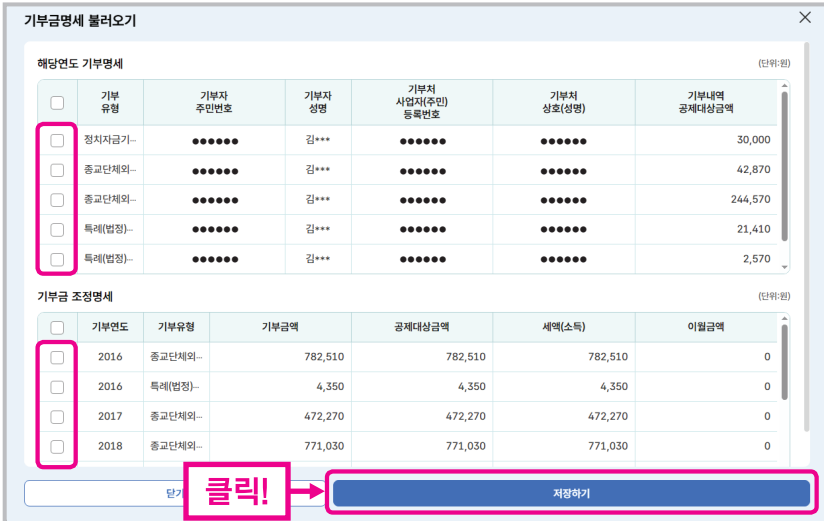 기부금명세 불러오기
해당연도 기부명세 (단위:원)
기부유형 기부자 주민번호 기부자 성명 기부처 사업자(주민) 등록번호 기부처 상호(성명) 기부내역 공제대상금액
정치자금기… ●●●●●● 김*** ●●●●●● ●●●●●● 30,000
종교단체외… ●●●●●● 김*** ●●●●●● ●●●●●● 42,870
종교단체외… ●●●●●● 김*** ●●●●●● ●●●●●● 244,570
특례(법정)… ●●●●●● 김*** ●●●●●● ●●●●●● 21,410
특례(법정)… ●●●●●● 김*** ●●●●●● ●●●●●● 2,570
기부금 조정명세 (단위:원)
기부연도 기부유형 기부금액 공제대상금액 세액(소득) 이월금액
2016 종교단체외… 782,510 782,510 782,510 0
2016 특례(법정)… 4,350 4,350 4,350 0
2017 종교단체외… 472,270 472,270 472,270 0
2018 종교단체외… 771,030 771,030 771,030 0
클릭! 저장하기